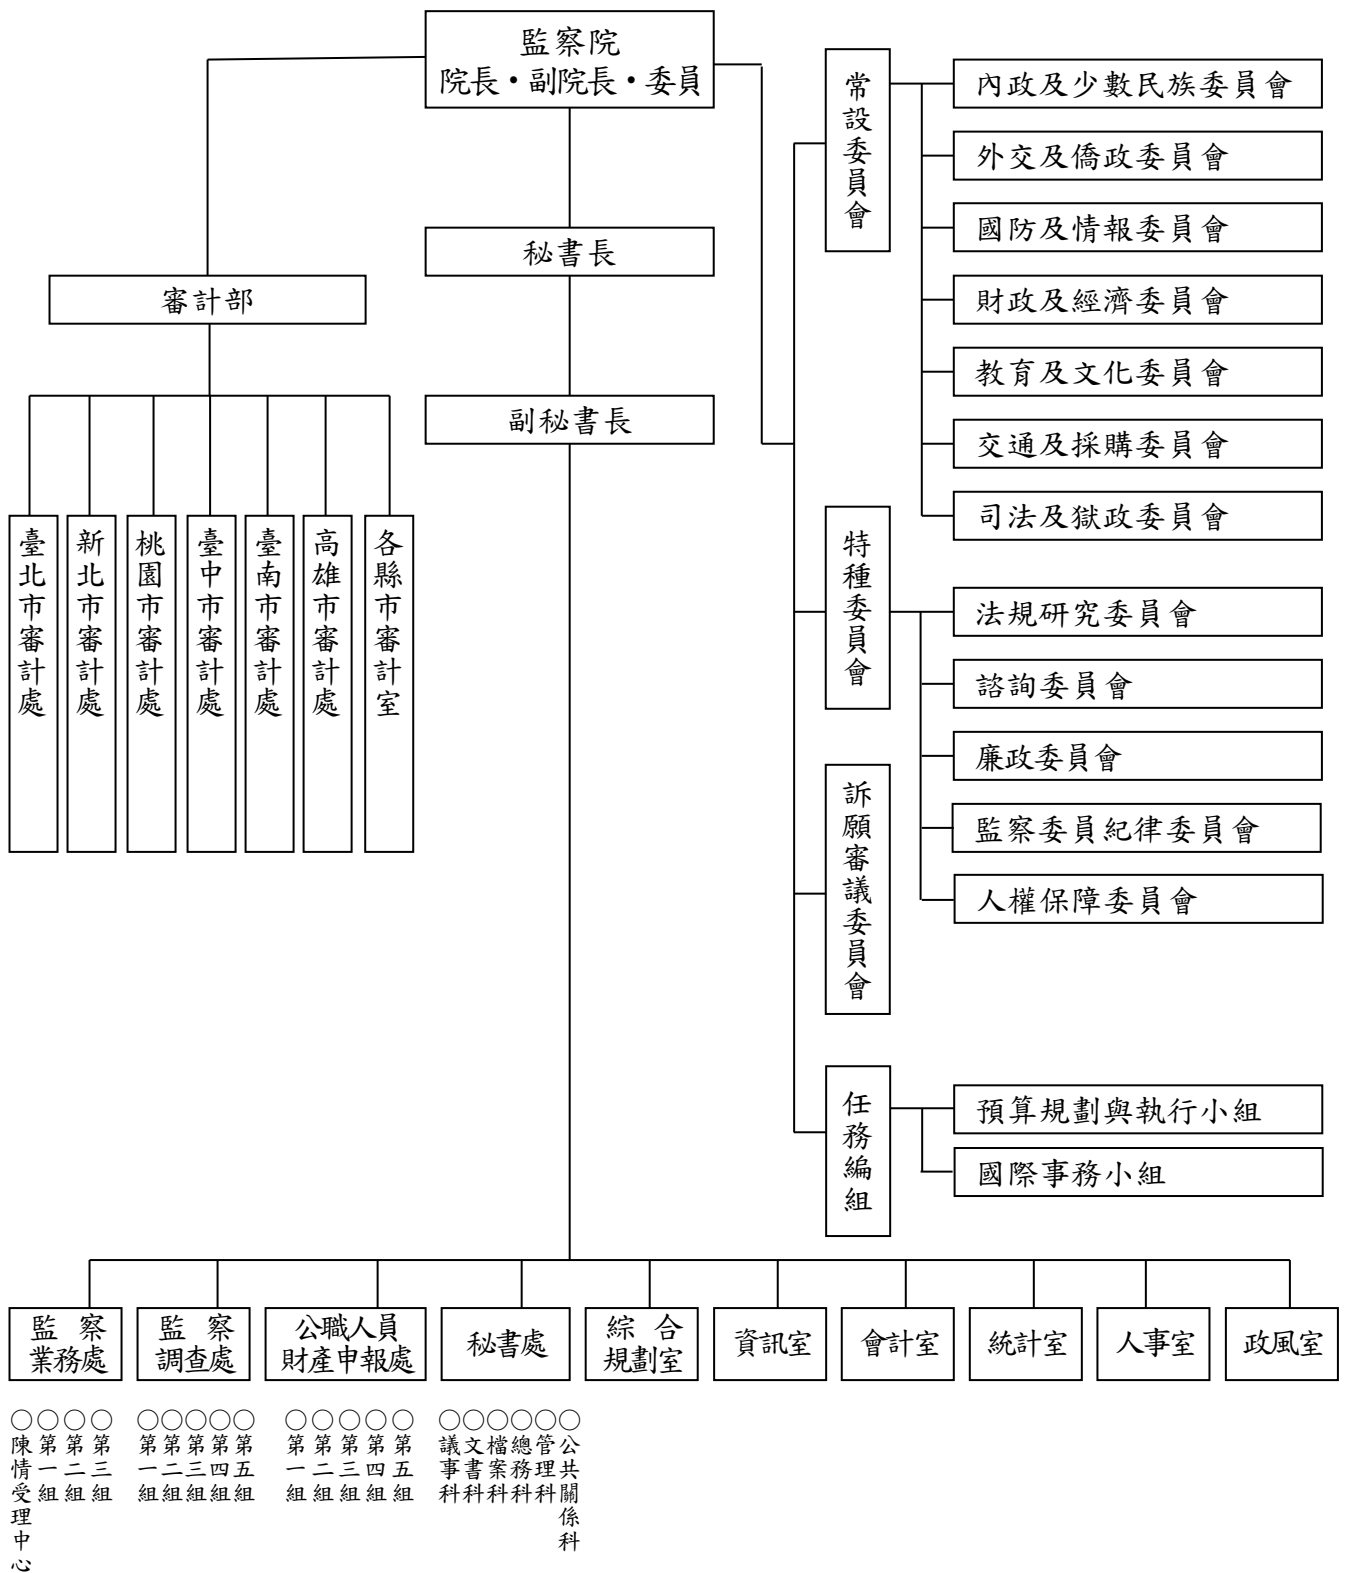 監察院
院長・副院長・委員
秘書長
副秘書長
審計部
臺北市審計處
新北市審計處
桃園市審計處
臺中市審計處
臺南市審計處
高雄市審計處
各縣市審計室
常設委員會
內政及少數民族委員會
外交及僑政委員會
國防及情報委員會
財政及經濟委員會
教育及文化委員會
交通及採購委員會
司法及獄政委員會
特種委員會
法規研究委員會
諮詢委員會
廉政委員會
監察委員紀律委員會
人權保障委員會
訴願審議委員會
任務編組
預算規劃與執行小組
國際事務小組
監察
業務處
監察
調查處
公職人員
財產申報處
秘書處
綜合
規劃室
資訊室
會計室
統計室
人事室
政風室
○陳情受理中心
○第一組
○第二組
○第三組
○第一組
○第二組
○第三組
○第四組
○第五組
○第一組
○第二組
○第三組
○第四組
○第五組
○議事科
○文書科
○檔案科
○總務科
○管理科
○公共關係科